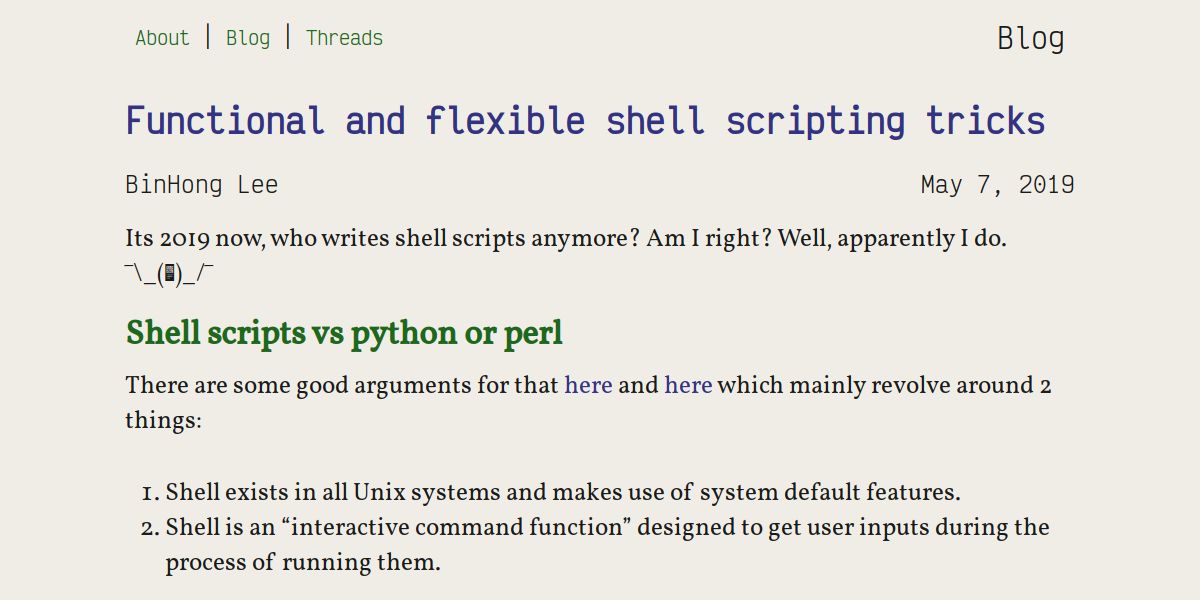 About | Blog | Threads
Blog
Functional and flexible shell scripting tricks
BinHong Lee
May 7, 2019
Its 2019 now, who writes shell scripts anymore? Am I right? Well, apparently I do.
¯\_(📱)_/¯
Shell scripts vs python or perl
There are some good arguments for that here and here which mainly revolve around 2
things:
1. Shell exists in all Unix systems and makes use of system default features.
2. Shell is an “interactive command function” designed to get user inputs during the
process of running them.